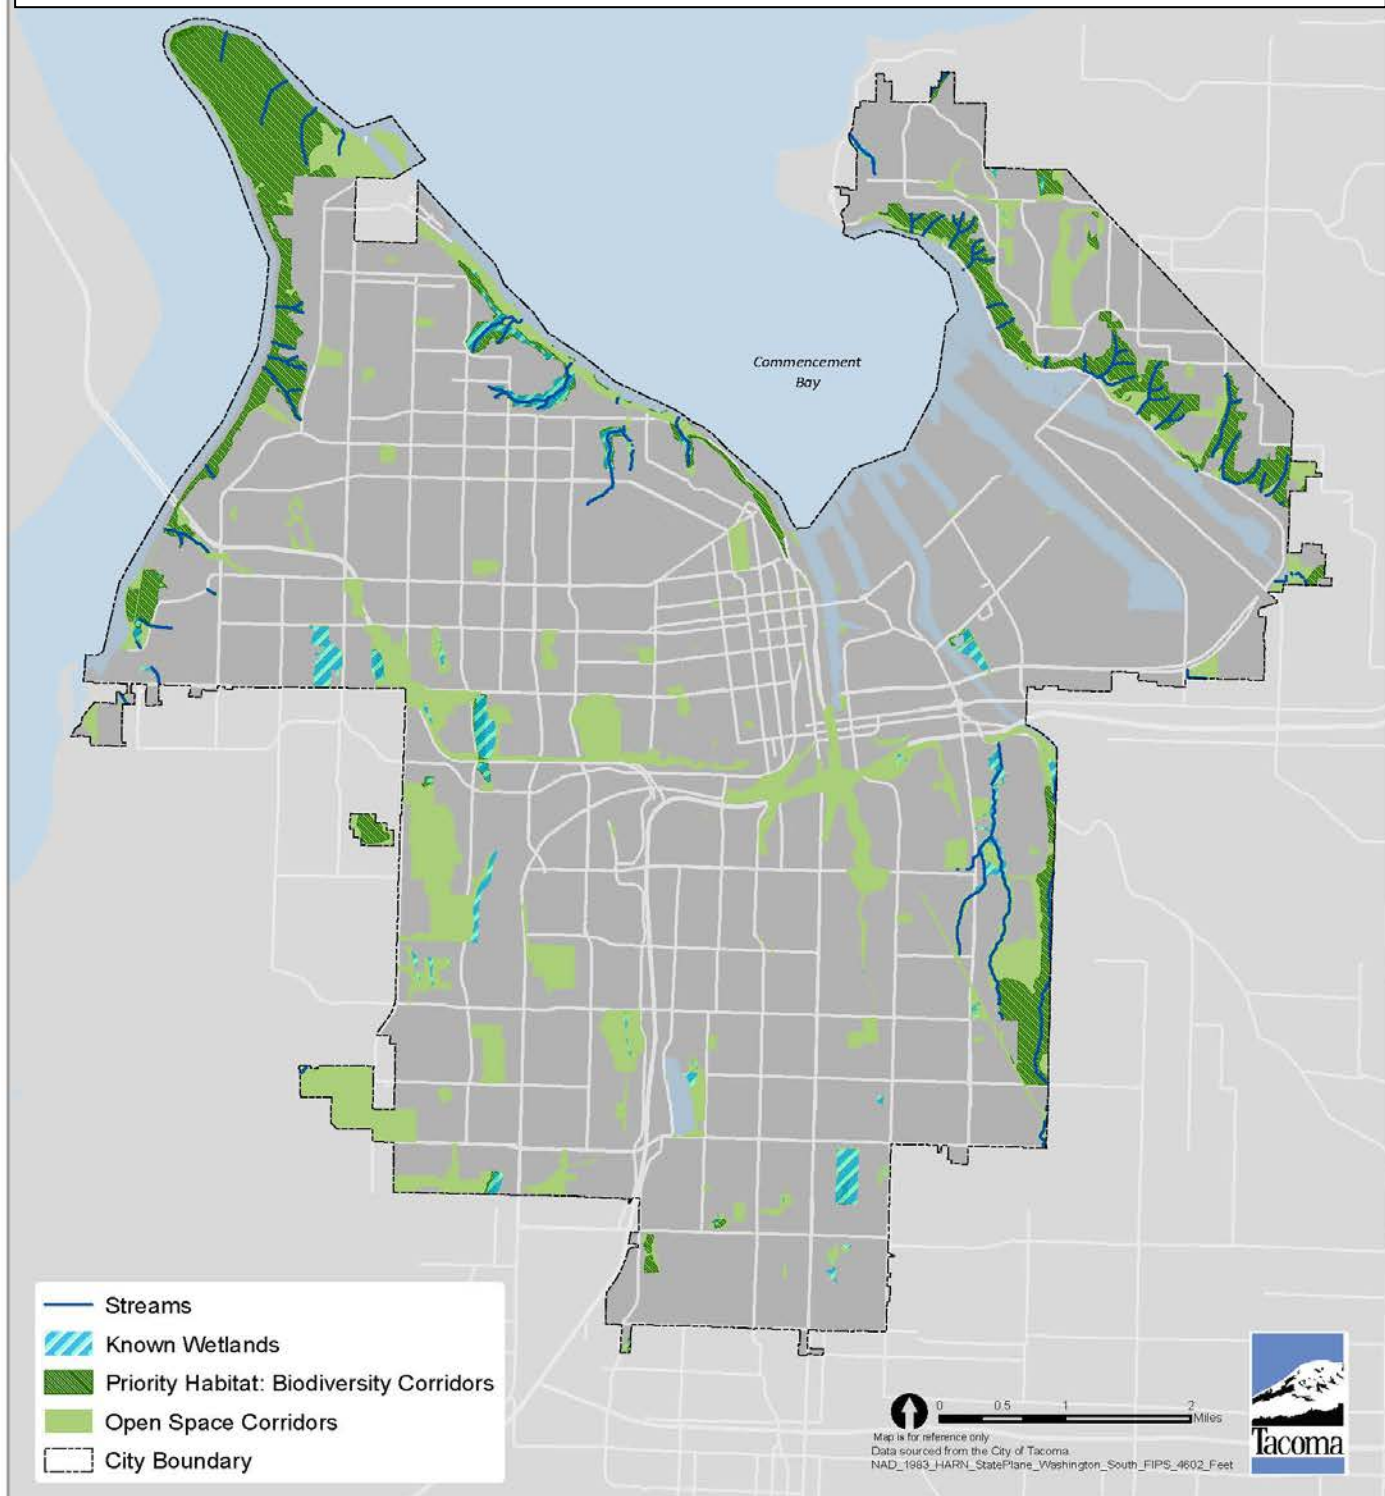 Commencement
Bay
Streams
Known Wetlands
Priority Habitat: Biodiversity Corridors
Open Space Corridors
City Boundary
0 0.5 1 2
Miles
Map is for reference only
Data sourced from the City of Tacoma
NAD_1983_HARN_StatePlane_Washington_South_FIPS_4602_Feet
Tacoma